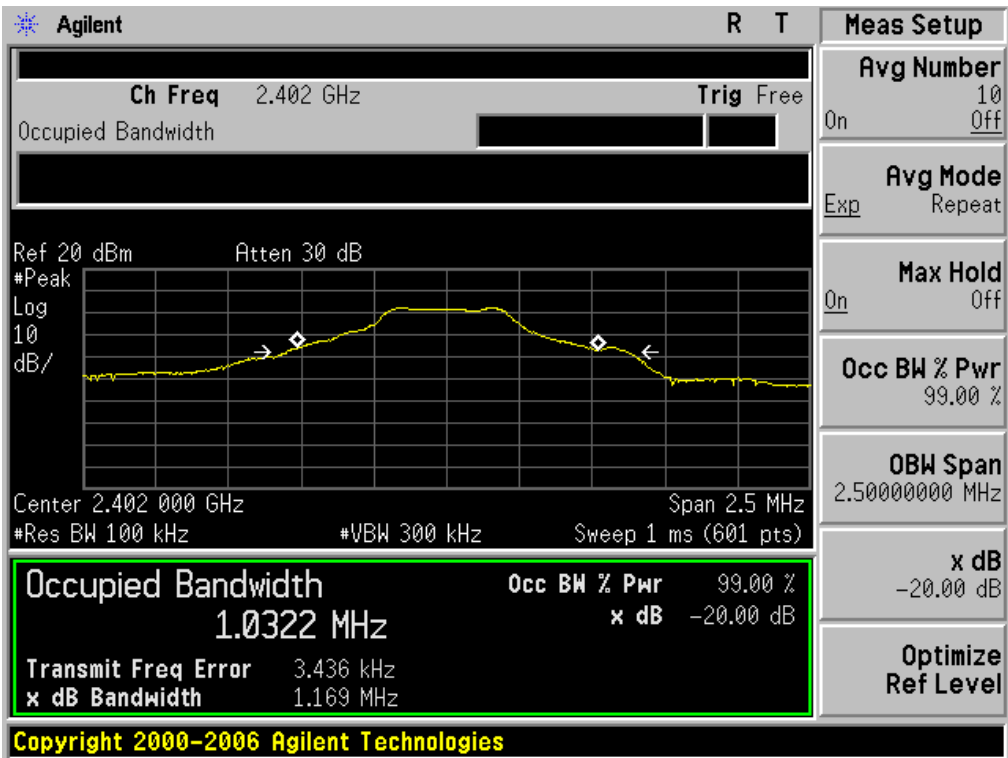 Agilent R T
Ch Freq 2.402 GHz Trig Free
Occupied Bandwidth
Ref 20 dBm Atten 30 dB
#Peak
Log
10
dB/
Center 2.402 000 GHz Span 2.5 MHz
#Res BW 100 kHz #VBW 300 kHz Sweep 1 ms (601 pts)
Occupied Bandwidth Occ BW % Pwr 99.00 %
1.0322 MHz x dB -20.00 dB
Transmit Freq Error 3.436 kHz
x dB Bandwidth 1.169 MHz
Copyright 2000-2006 Agilent Technologies
Meas Setup
Avg Number
10
On Off
Avg Mode
Exp Repeat
Max Hold
On Off
Occ BW % Pwr
99.00 %
OBW Span
2.50000000 MHz
x dB
-20.00 dB
Optimize
Ref Level